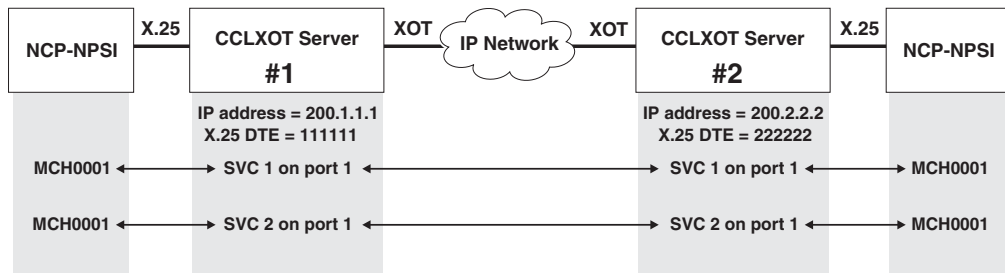 NCP-NPSI
X.25
CCLXOT Server
#1
XOT
IP Network
XOT
CCLXOT Server
#2
X.25
NCP-NPSI
IP address = 200.1.1.1
X.25 DTE = 111111
IP address = 200.2.2.2
X.25 DTE = 222222
MCH0001 SVC 1 on port 1 SVC 1 on port 1 MCH0001
MCH0001 SVC 2 on port 1 SVC 2 on port 1 MCH0001